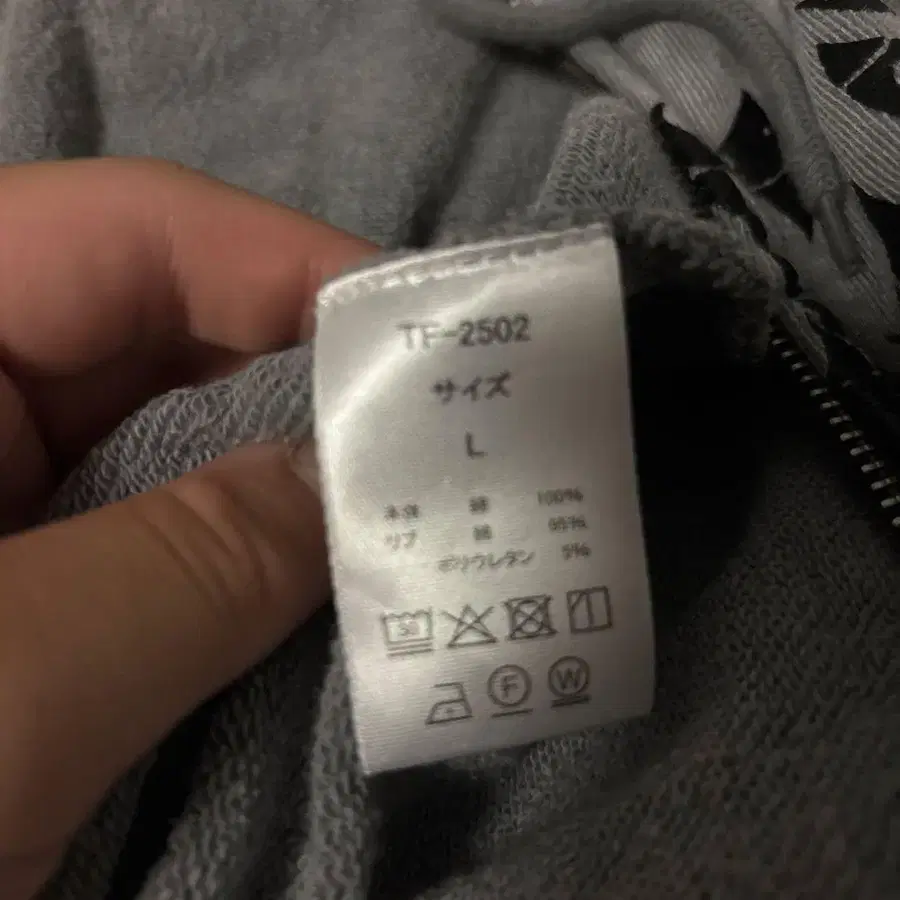 TF-2502
サイズ
L
本体 綿 100%
リブ 綿 95%
ポリウレタン 5%
F W